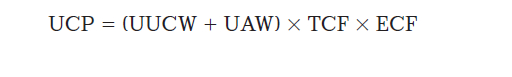 UCP = (UUCW + UAW) × TCF × ECF